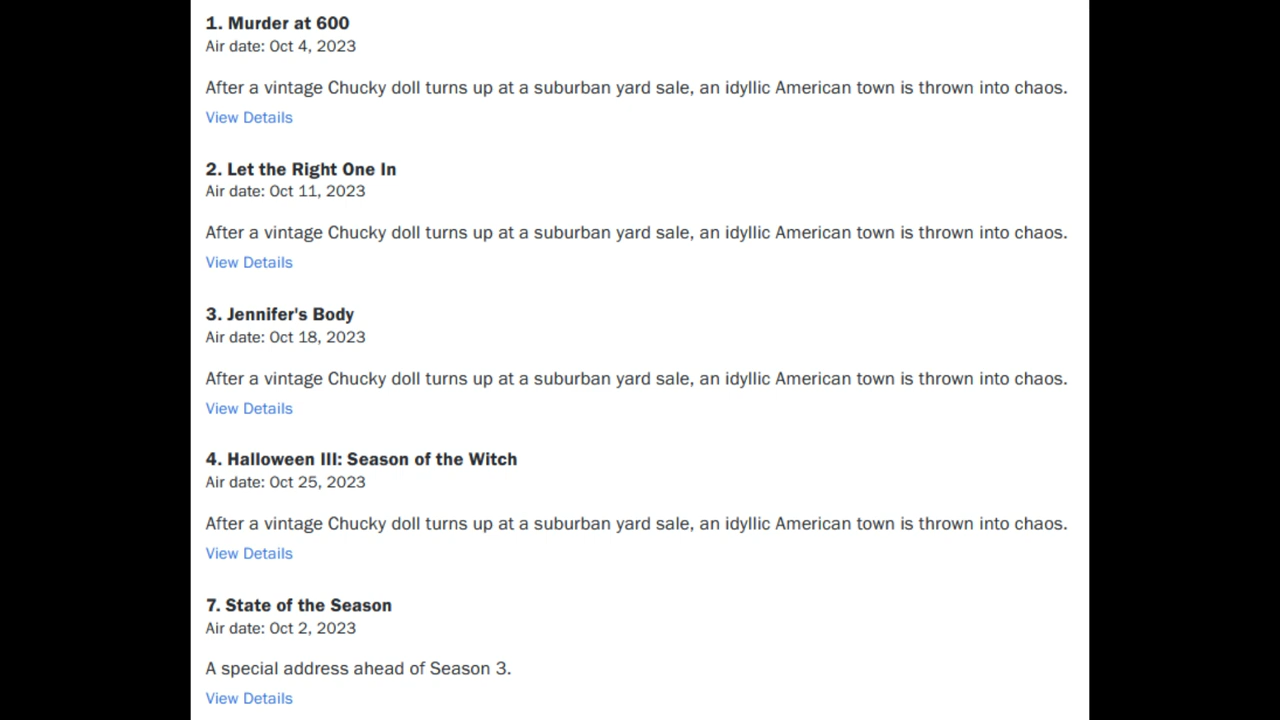 1. Murder at 600
Air date: Oct 4, 2023
After a vintage Chucky doll turns up at a suburban yard sale, an idyllic American town is thrown into chaos.
View Details
2. Let the Right One In
Air date: Oct 11, 2023
After a vintage Chucky doll turns up at a suburban yard sale, an idyllic American town is thrown into chaos.
View Details
3. Jennifer's Body
Air date: Oct 18, 2023
After a vintage Chucky doll turns up at a suburban yard sale, an idyllic American town is thrown into chaos.
View Details
4. Halloween III: Season of the Witch
Air date: Oct 25, 2023
After a vintage Chucky doll turns up at a suburban yard sale, an idyllic American town is thrown into chaos.
View Details
7. State of the Season
Air date: Oct 2, 2023
A special address ahead of Season 3.
View Details